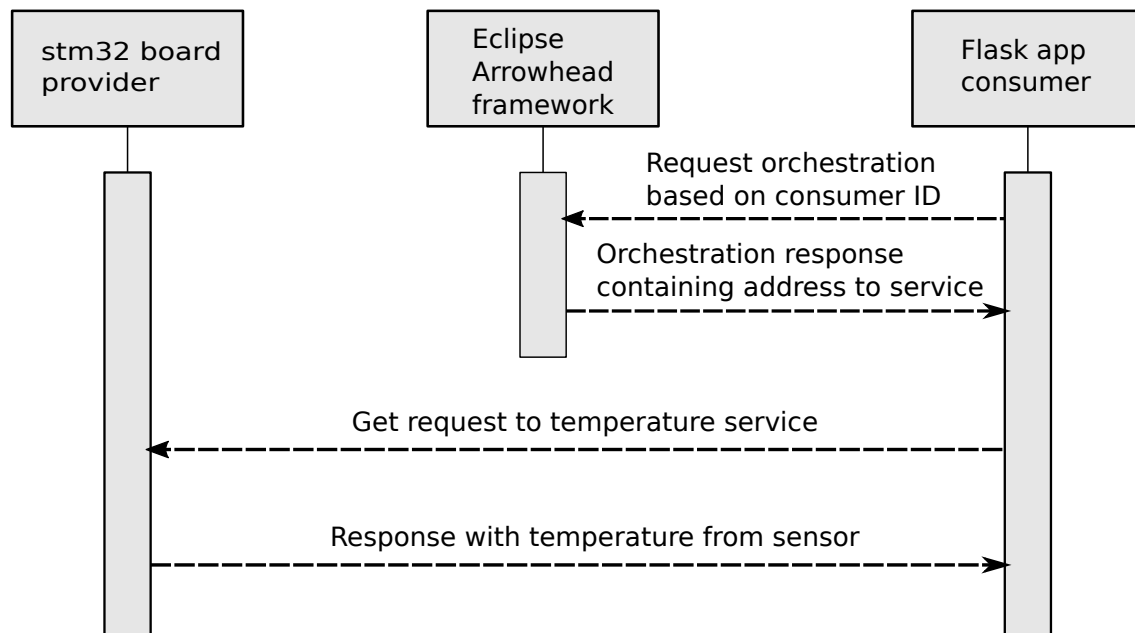 stm32 board
provider
Eclipse
Arrowhead
framework
Flask app
consumer
Request orchestration
based on consumer ID
Orchestration response
containing address to service
Get request to temperature service
Response with temperature from sensor